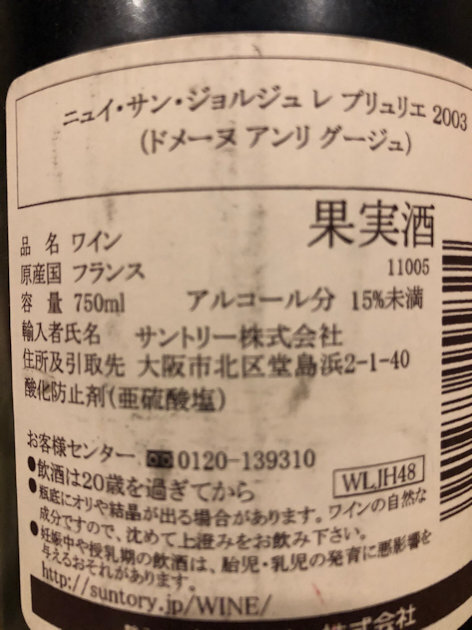 ニュイ・サン・ジョルジュ レ プリュリエ 2003
(ドメーヌ アンリ グージュ)
果実酒
品 名 ワイン
11005
原産国 フランス
容 量 750ml アルコール分 15%未満
輸入者氏名 サントリー株式会社
住所及引取先 大阪市北区堂島浜2-1-40
酸化防止剤(亜硫酸塩)
お客様センター 0120-139310
●飲酒は20歳を過ぎてから
WLJH48
●瓶底にオリや結晶が出る場合があります。ワインの自然な
成分ですので、沈めて上澄みをお飲み下さい。
●妊娠中や授乳期の飲酒は、胎児・乳児の発育に悪影響を
与えるおそれがあります。
http://suntory.jp/WINE/
株式会社